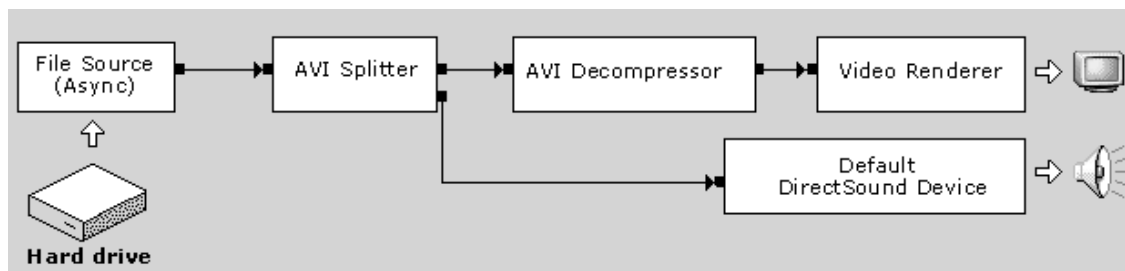 File Source
(Async)
AVI Splitter
AVI Decompressor
Video Renderer
Default
DirectSound Device
Hard drive